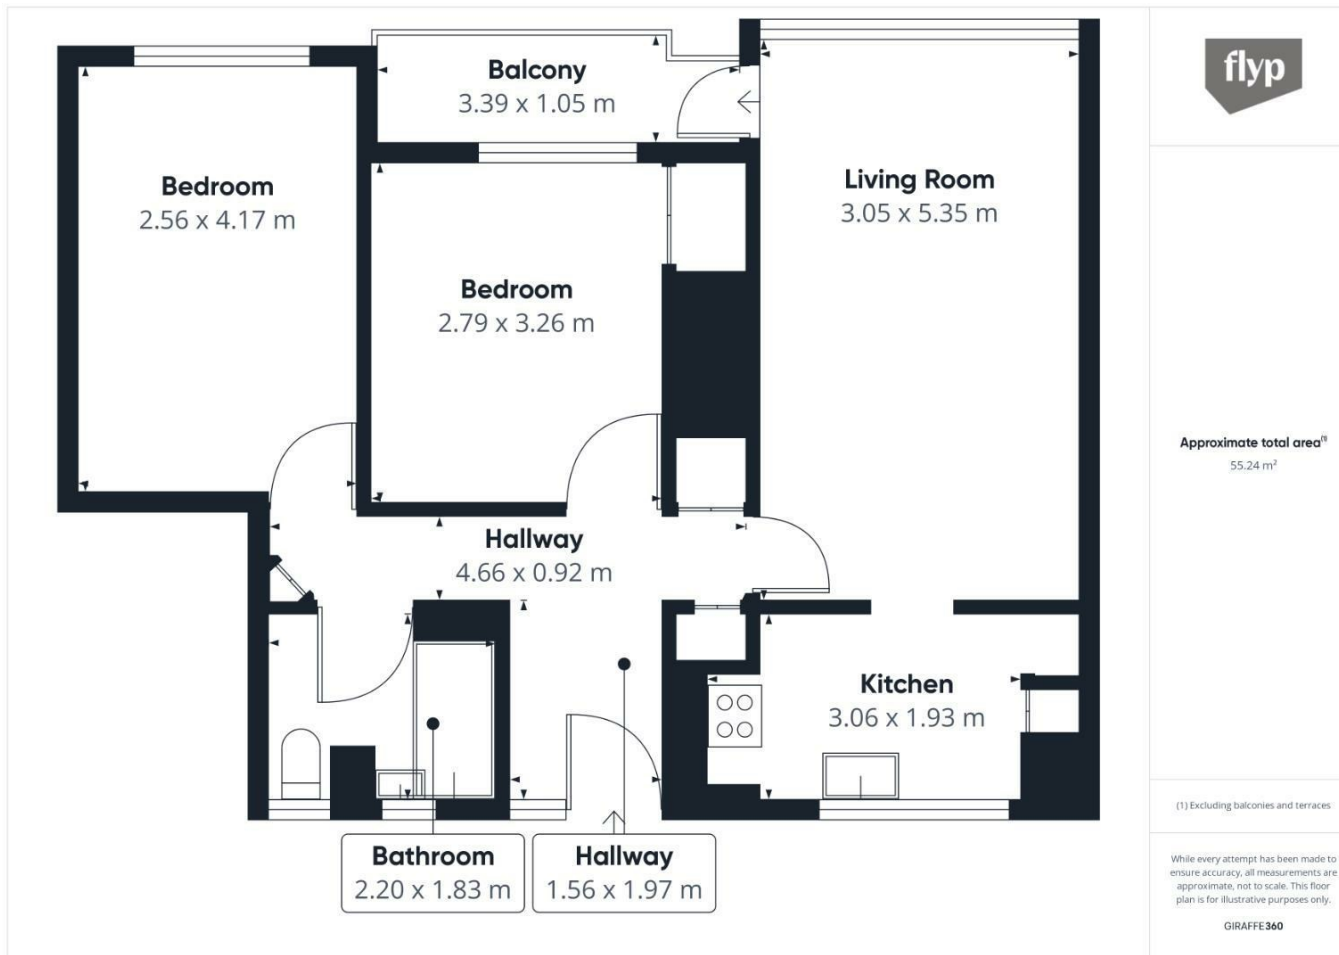 Balcony
3.39 x 1.05 m
Bedroom
2.56 x 4.17 m
Living Room
3.05 x 5.35 m
Bedroom
2.79 x 3.26 m
Hallway
4.66 x 0.92 m
Kitchen
3.06 x 1.93 m
Bathroom
2.20 x 1.83 m
Hallway
1.56 x 1.97 m
flyp
Approximate total area(1)
55.24 m²
(1) Excluding balconies and terraces
While every attempt has been made to
ensure accuracy, all measurements are
approximate, not to scale. This floor
plan is for illustrative purposes only.
GIRAFFE360